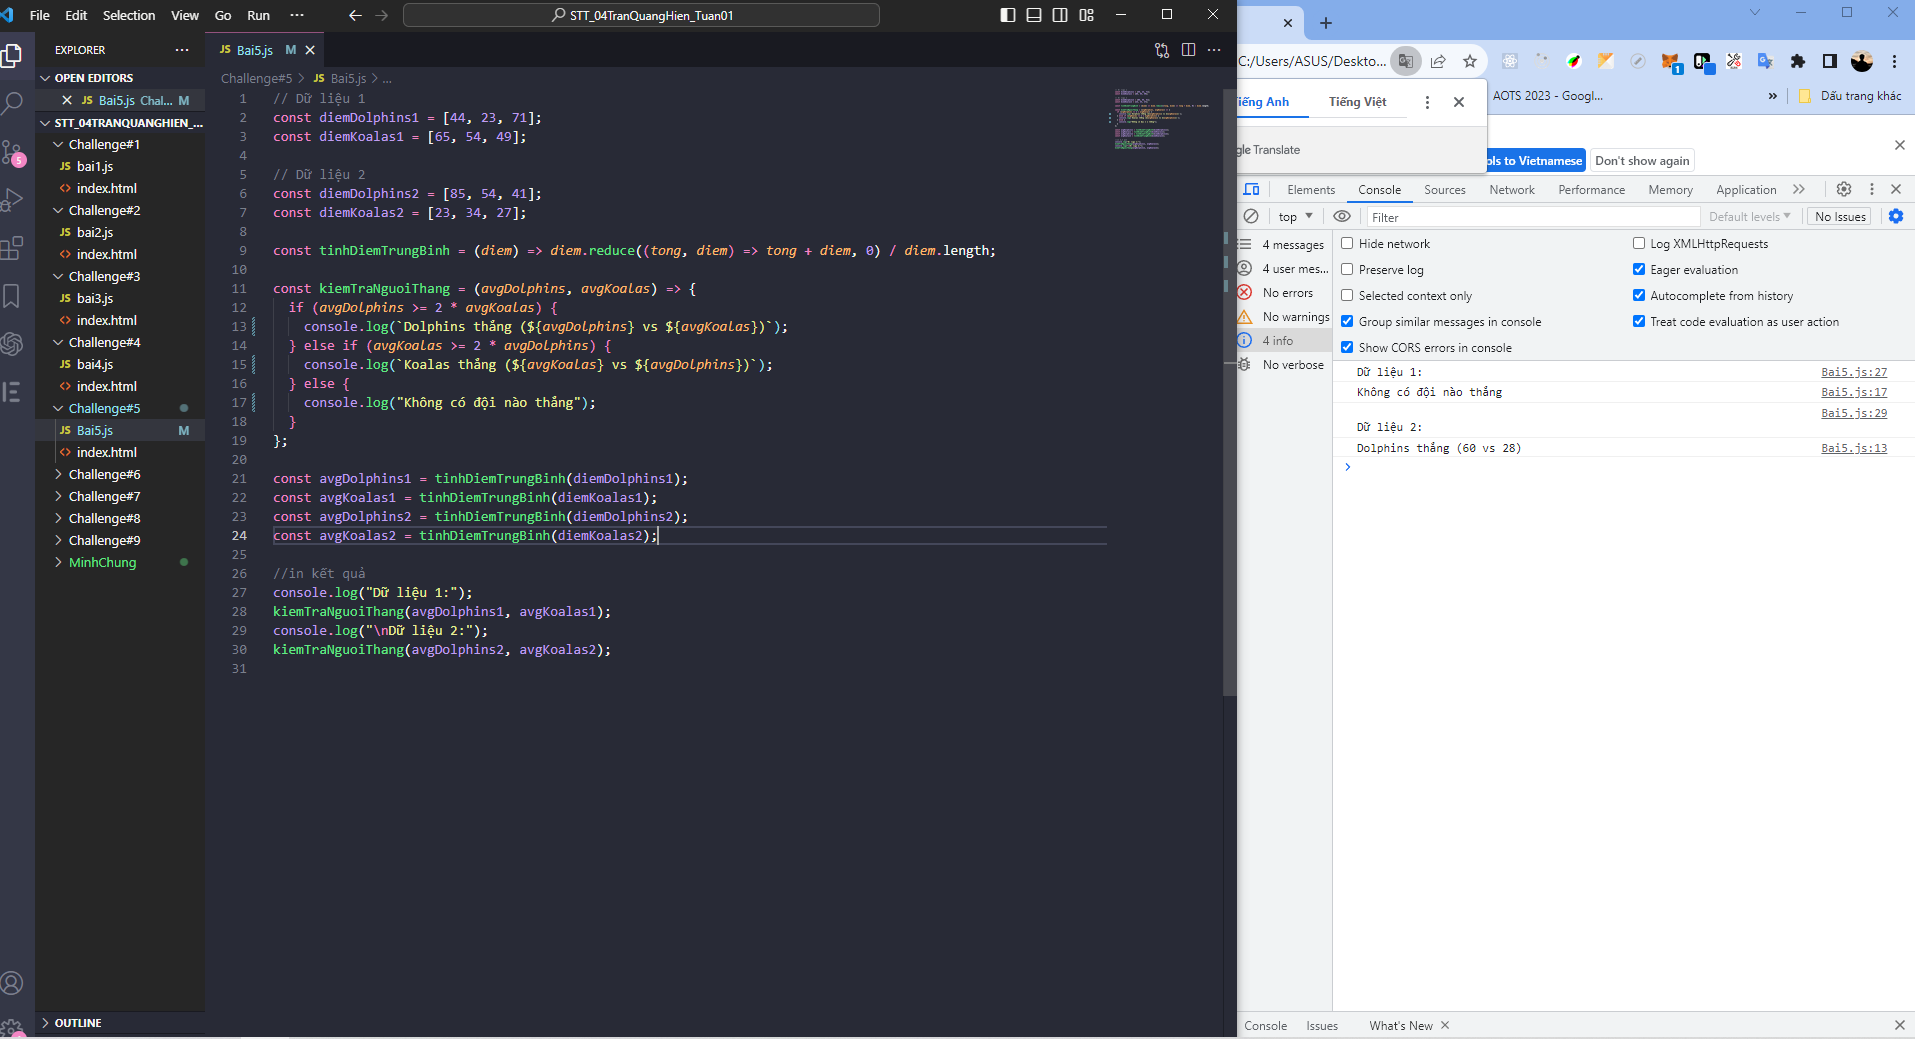 File Edit Selection View Go Run ···
STT_04TranQuangHien_Tuan01
EXPLORER
OPEN EDITORS
Bai5.js Chal... M
STT_04TRANQUANGHIEN_...
Challenge#1
JS bai1.js
<> index.html
Challenge#2
JS bai2.js
<> index.html
Challenge#3
JS bai3.js
<> index.html
Challenge#4
JS bai4.js
<> index.html
Challenge#5
JS Bai5.js M
<> index.html
Challenge#6
Challenge#7
Challenge#8
Challenge#9
MinhChung
OUTLINE
5
JS Bai5.js M
Challenge#5 > JS Bai5.js > ...
1 // Dữ liệu 1
2 const diemDolphins1 = [44, 23, 71];
3 const diemKoalas1 = [65, 54, 49];
4
5 // Dữ liệu 2
6 const diemDolphins2 = [85, 54, 41];
7 const diemKoalas2 = [23, 34, 27];
8
9 const tinhDiemTrungBinh = (diem) => diem.reduce((tong, diem) => tong + diem, 0) / diem.length;
10
11 const kiemTraNguoiThang = (avgDolphins, avgKoalas) => {
12 if (avgDolphins >= 2 * avgKoalas) {
13 console.log(`Dolphins thắng (${avgDolphins} vs ${avgKoalas})`);
14 } else if (avgKoalas >= 2 * avgDolphins) {
15 console.log(`Koalas thắng (${avgKoalas} vs ${avgDolphins})`);
16 } else {
17 console.log("Không có đội nào thắng");
18 }
19 };
20
21 const avgDolphins1 = tinhDiemTrungBinh(diemDolphins1);
22 const avgKoalas1 = tinhDiemTrungBinh(diemKoalas1);
23 const avgDolphins2 = tinhDiemTrungBinh(diemDolphins2);
24 const avgKoalas2 = tinhDiemTrungBinh(diemKoalas2);
25
26 //in kết quả
27 console.log("Dữ liệu 1:");
28 kiemTraNguoiThang(avgDolphins1, avgKoalas1);
29 console.log("\nDữ liệu 2:");
30 kiemTraNguoiThang(avgDolphins2, avgKoalas2);
31
C:/Users/ASUS/Deskto...
1
AOTS 2023 - Googl...
» Dấu trang khác
iếng Anh Tiếng Việt
gle Translate
ols to Vietnamese Don't show again
Elements Console Sources Network Performance Memory Application
top Filter Default levels No Issues
4 messages
4 user mes...
No errors
No warnings
4 info
No verbose
Hide network Log XMLHttpRequests
Preserve log Eager evaluation
Selected context only Autocomplete from history
Group similar messages in console Treat code evaluation as user action
Show CORS errors in console
Dữ liệu 1: Bai5.js:27
Không có đội nào thắng Bai5.js:17
Bai5.js:29
Dữ liệu 2:
Dolphins thắng (60 vs 28) Bai5.js:13
Console Issues What's New